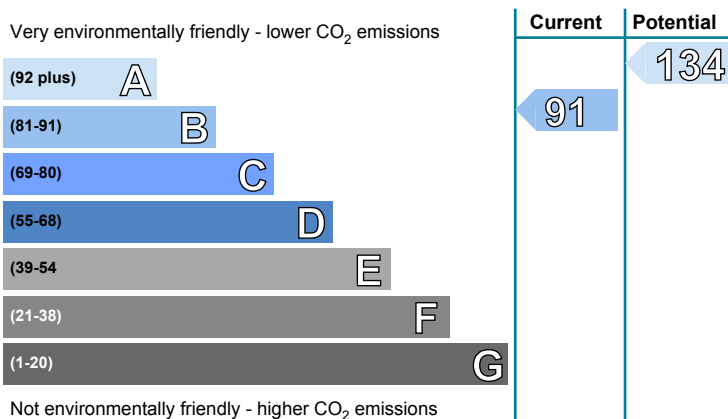 Current Potential
Very environmentally friendly - lower CO2 emissions
134
(92 plus) A
91
(81-91) B
(69-80) C
(55-68) D
(39-54 E
(21-38) F
(1-20) G
Not environmentally friendly - higher CO2 emissions